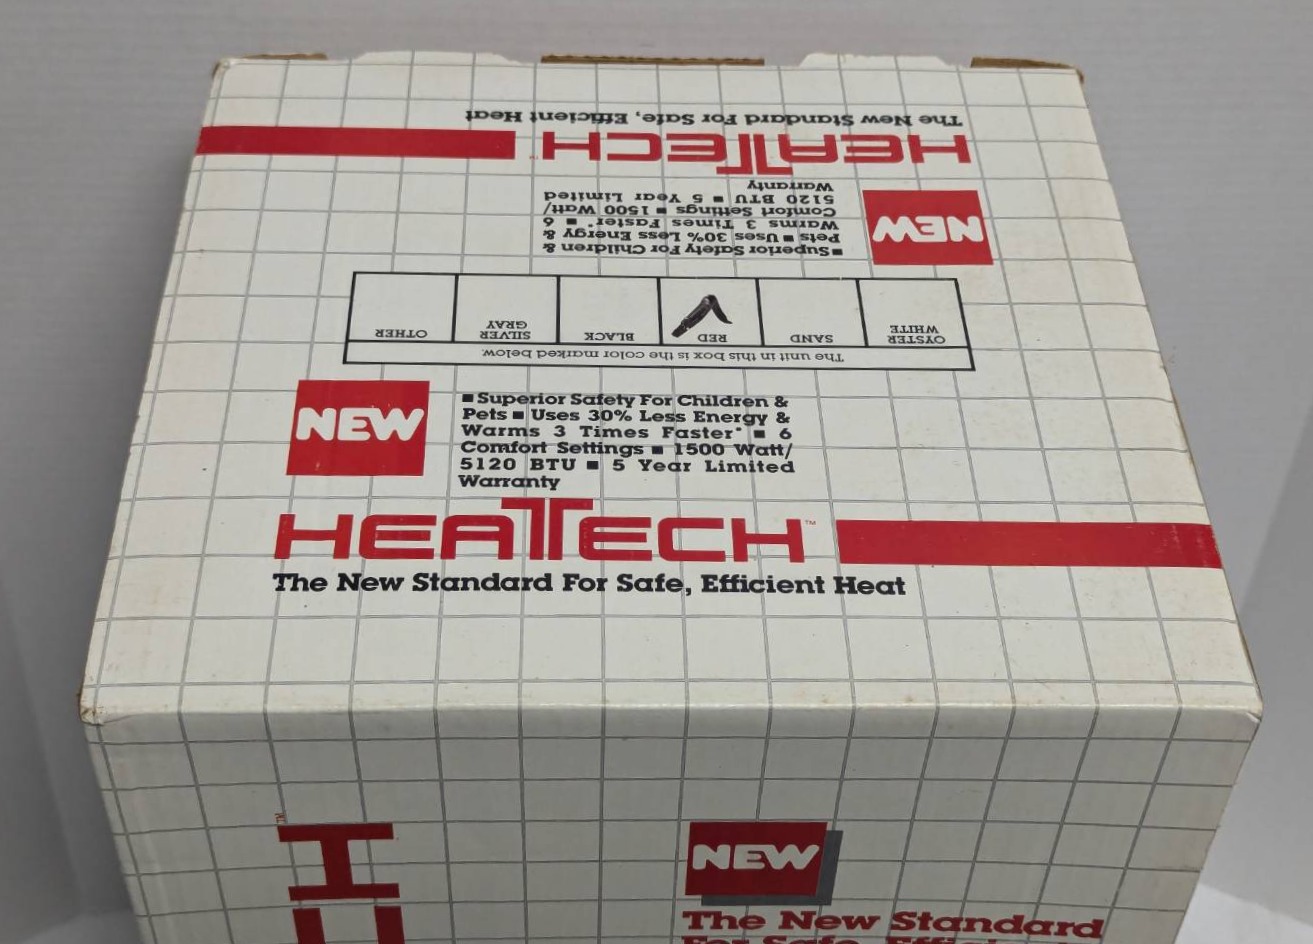 The New Standard For Safe, Efficient Heat
HEATECH™
NEW
■ Superior Safety For Children &
Pets ■ Uses 30% Less Energy &
Warms 3 Times Faster* ■ 6
Comfort Settings ■ 1500 Watt/
5120 BTU ■ 5 Year Limited
Warranty
The unit in this box is the color marked below.
OYSTER WHITE
SAND
RED
BLACK
SILVER GRAY
OTHER
NEW
■ Superior Safety For Children &
Pets ■ Uses 30% Less Energy &
Warms 3 Times Faster* ■ 6
Comfort Settings ■ 1500 Watt/
5120 BTU ■ 5 Year Limited
Warranty
HEATTECH™
The New Standard For Safe, Efficient Heat
NEW
The New Standard
For Safe,
H
™